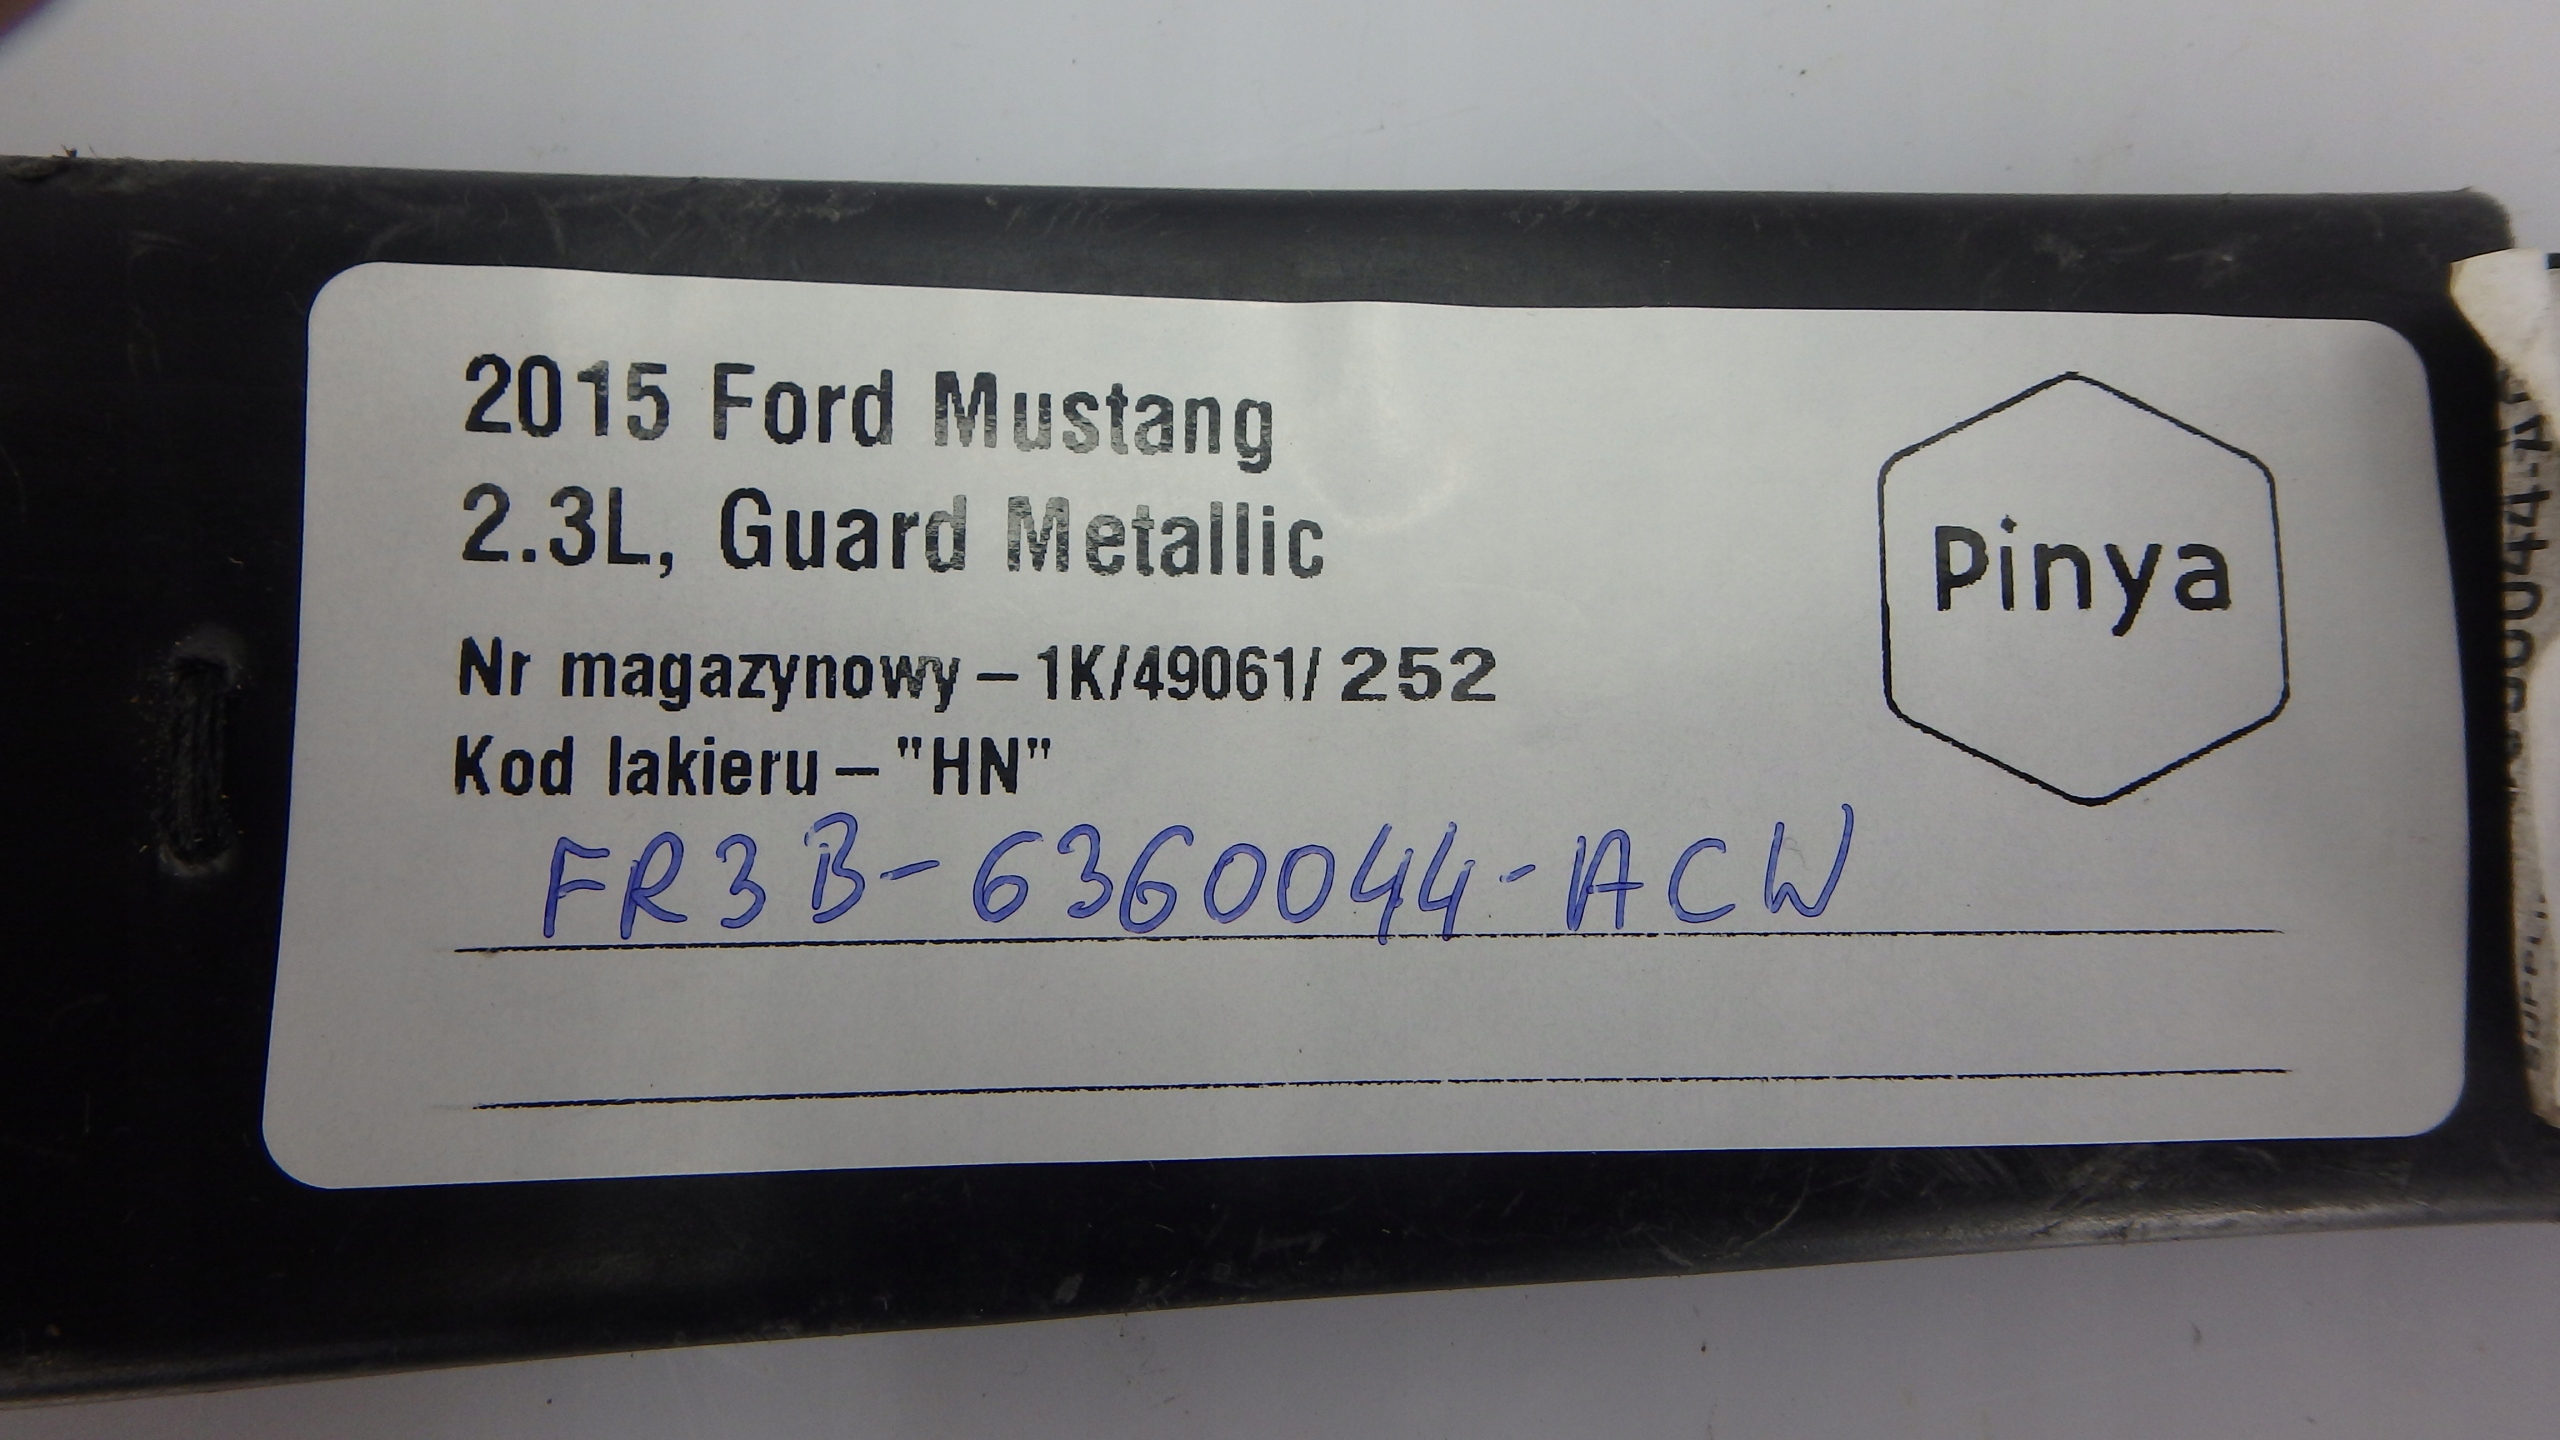 2015 Ford Mustang
2.3L, Guard Metallic
Nr magazynowy – 1K/49061/252
Kod lakieru – "HN"
FR3B-6360044-ACW
Pinya